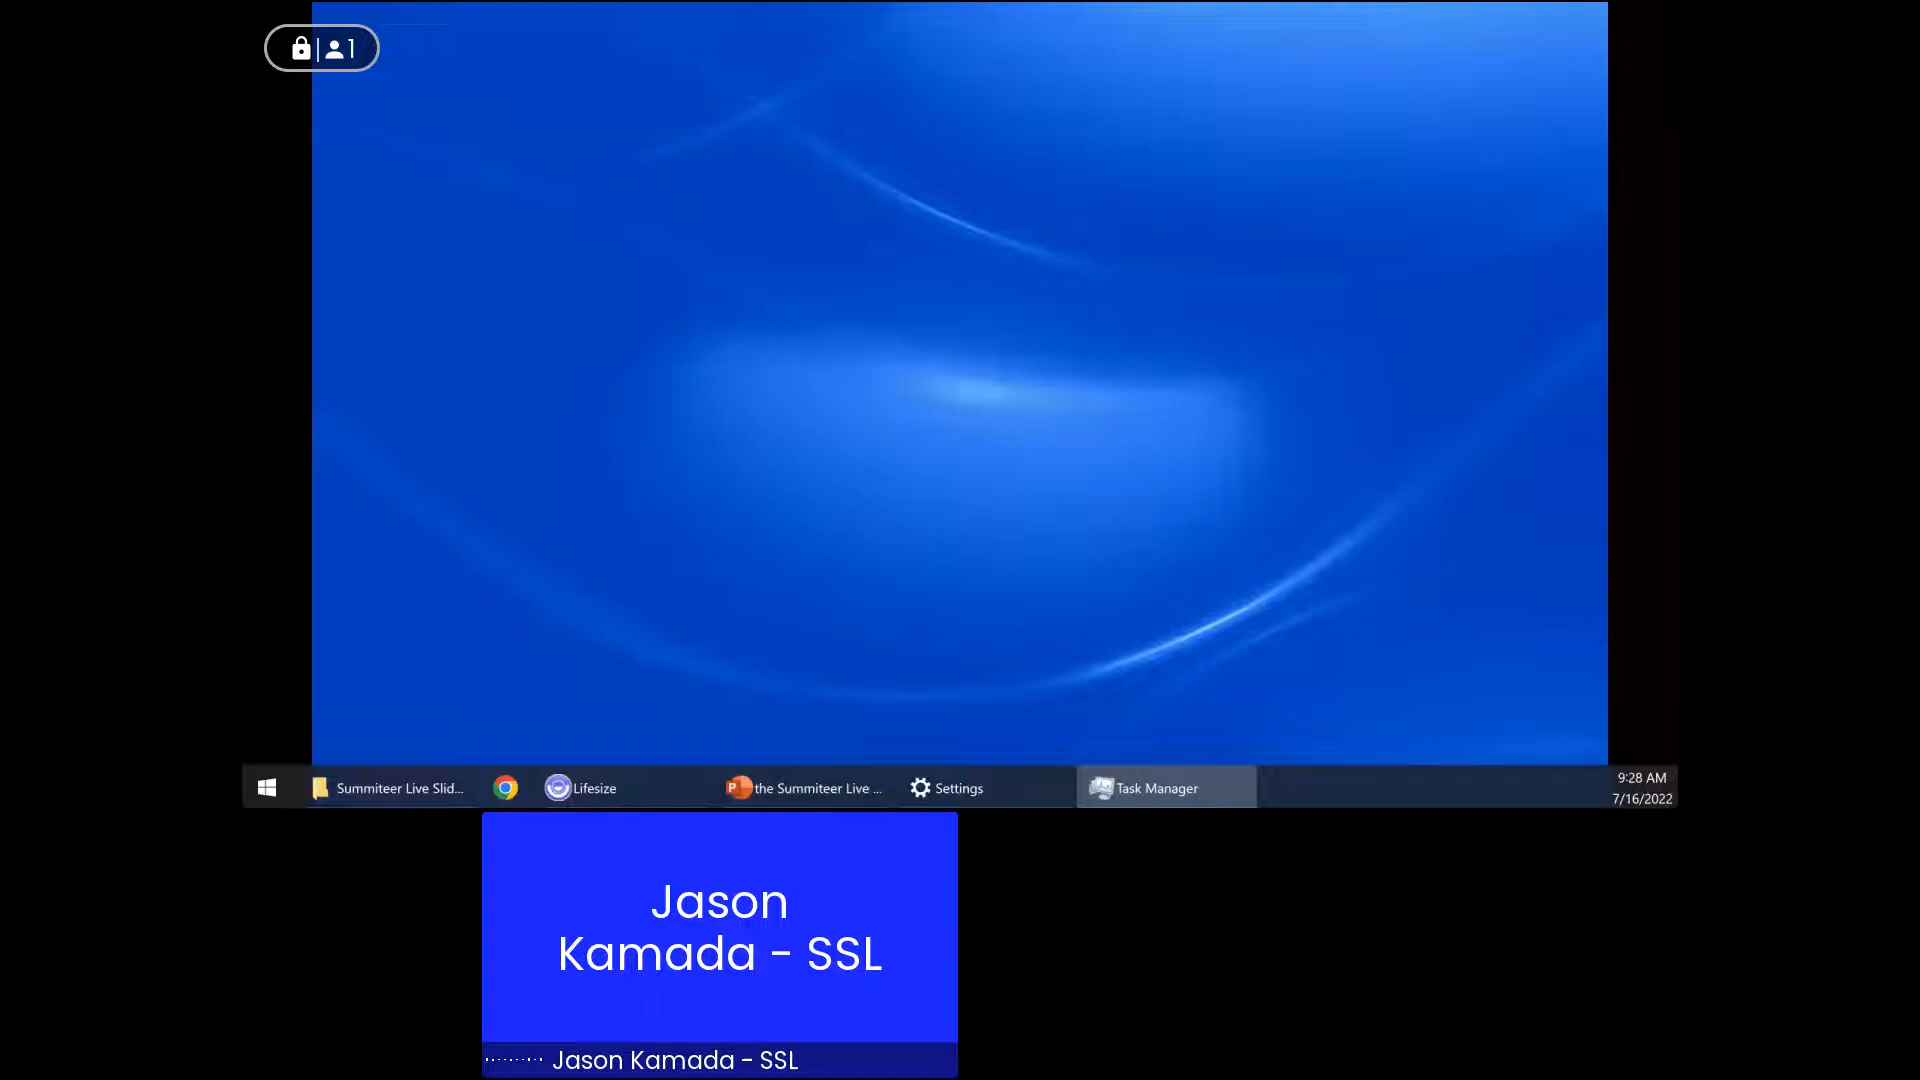 1
Summiteer Live Slid...
Lifesize
P
the Summiteer Live ...
Settings
Task Manager
9:28 AM
7/16/2022
Jason
Kamada - SSL
Jason Kamada - SSL